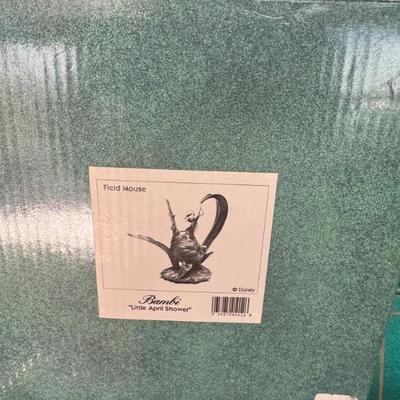 Field Mouse
© Disney
Bambi
"Little April Shower"